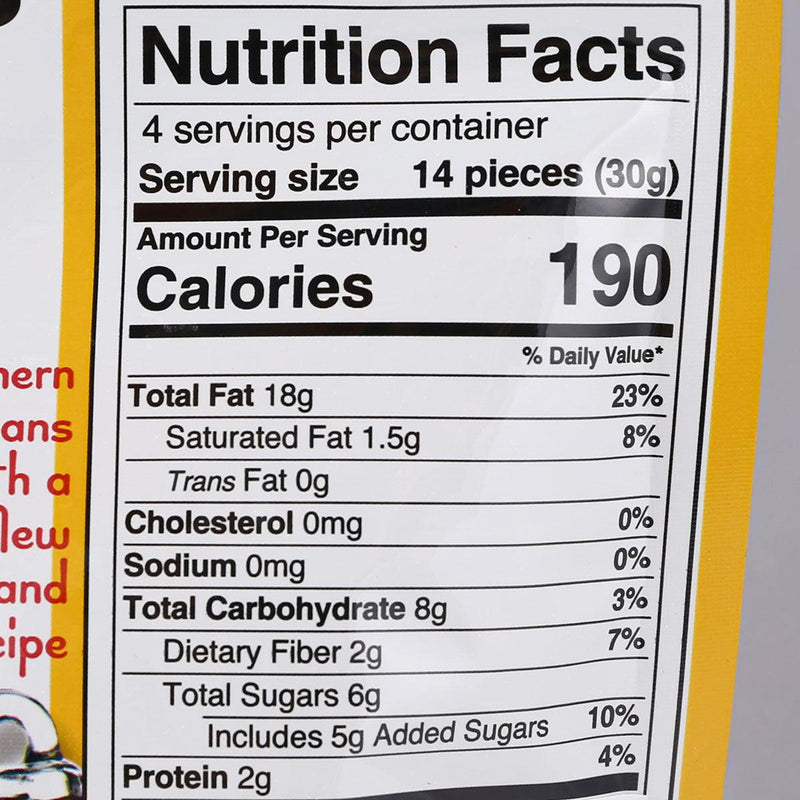 Nutrition Facts
4 servings per container
Serving size 14 pieces (30g)
Amount Per Serving
Calories 190
% Daily Value*
Total Fat 18g 23%
Saturated Fat 1.5g 8%
Trans Fat 0g
Cholesterol 0mg 0%
Sodium 0mg 0%
Total Carbohydrate 8g 3%
Dietary Fiber 2g 7%
Total Sugars 6g
Includes 5g Added Sugars 10%
Protein 2g 4%
ans
h a
and